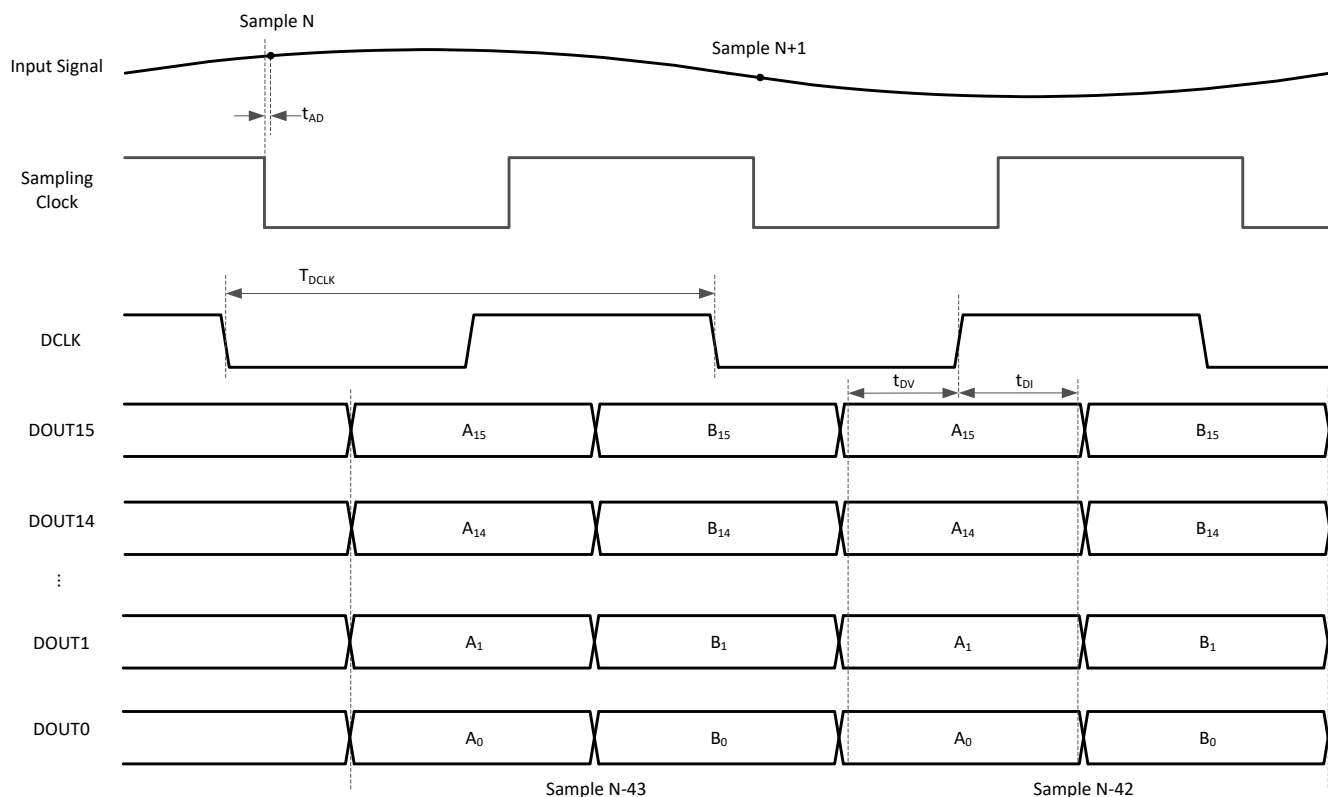 Sample N
Sample N+1
Input Signal
tAD
Sampling
Clock
TDCLK
DCLK
tDV
tDI
DOUT15
A15
B15
A15
B15
DOUT14
A14
B14
A14
B14
...
DOUT1
A1
B1
A1
B1
DOUT0
A0
B0
A0
B0
Sample N-43
Sample N-42